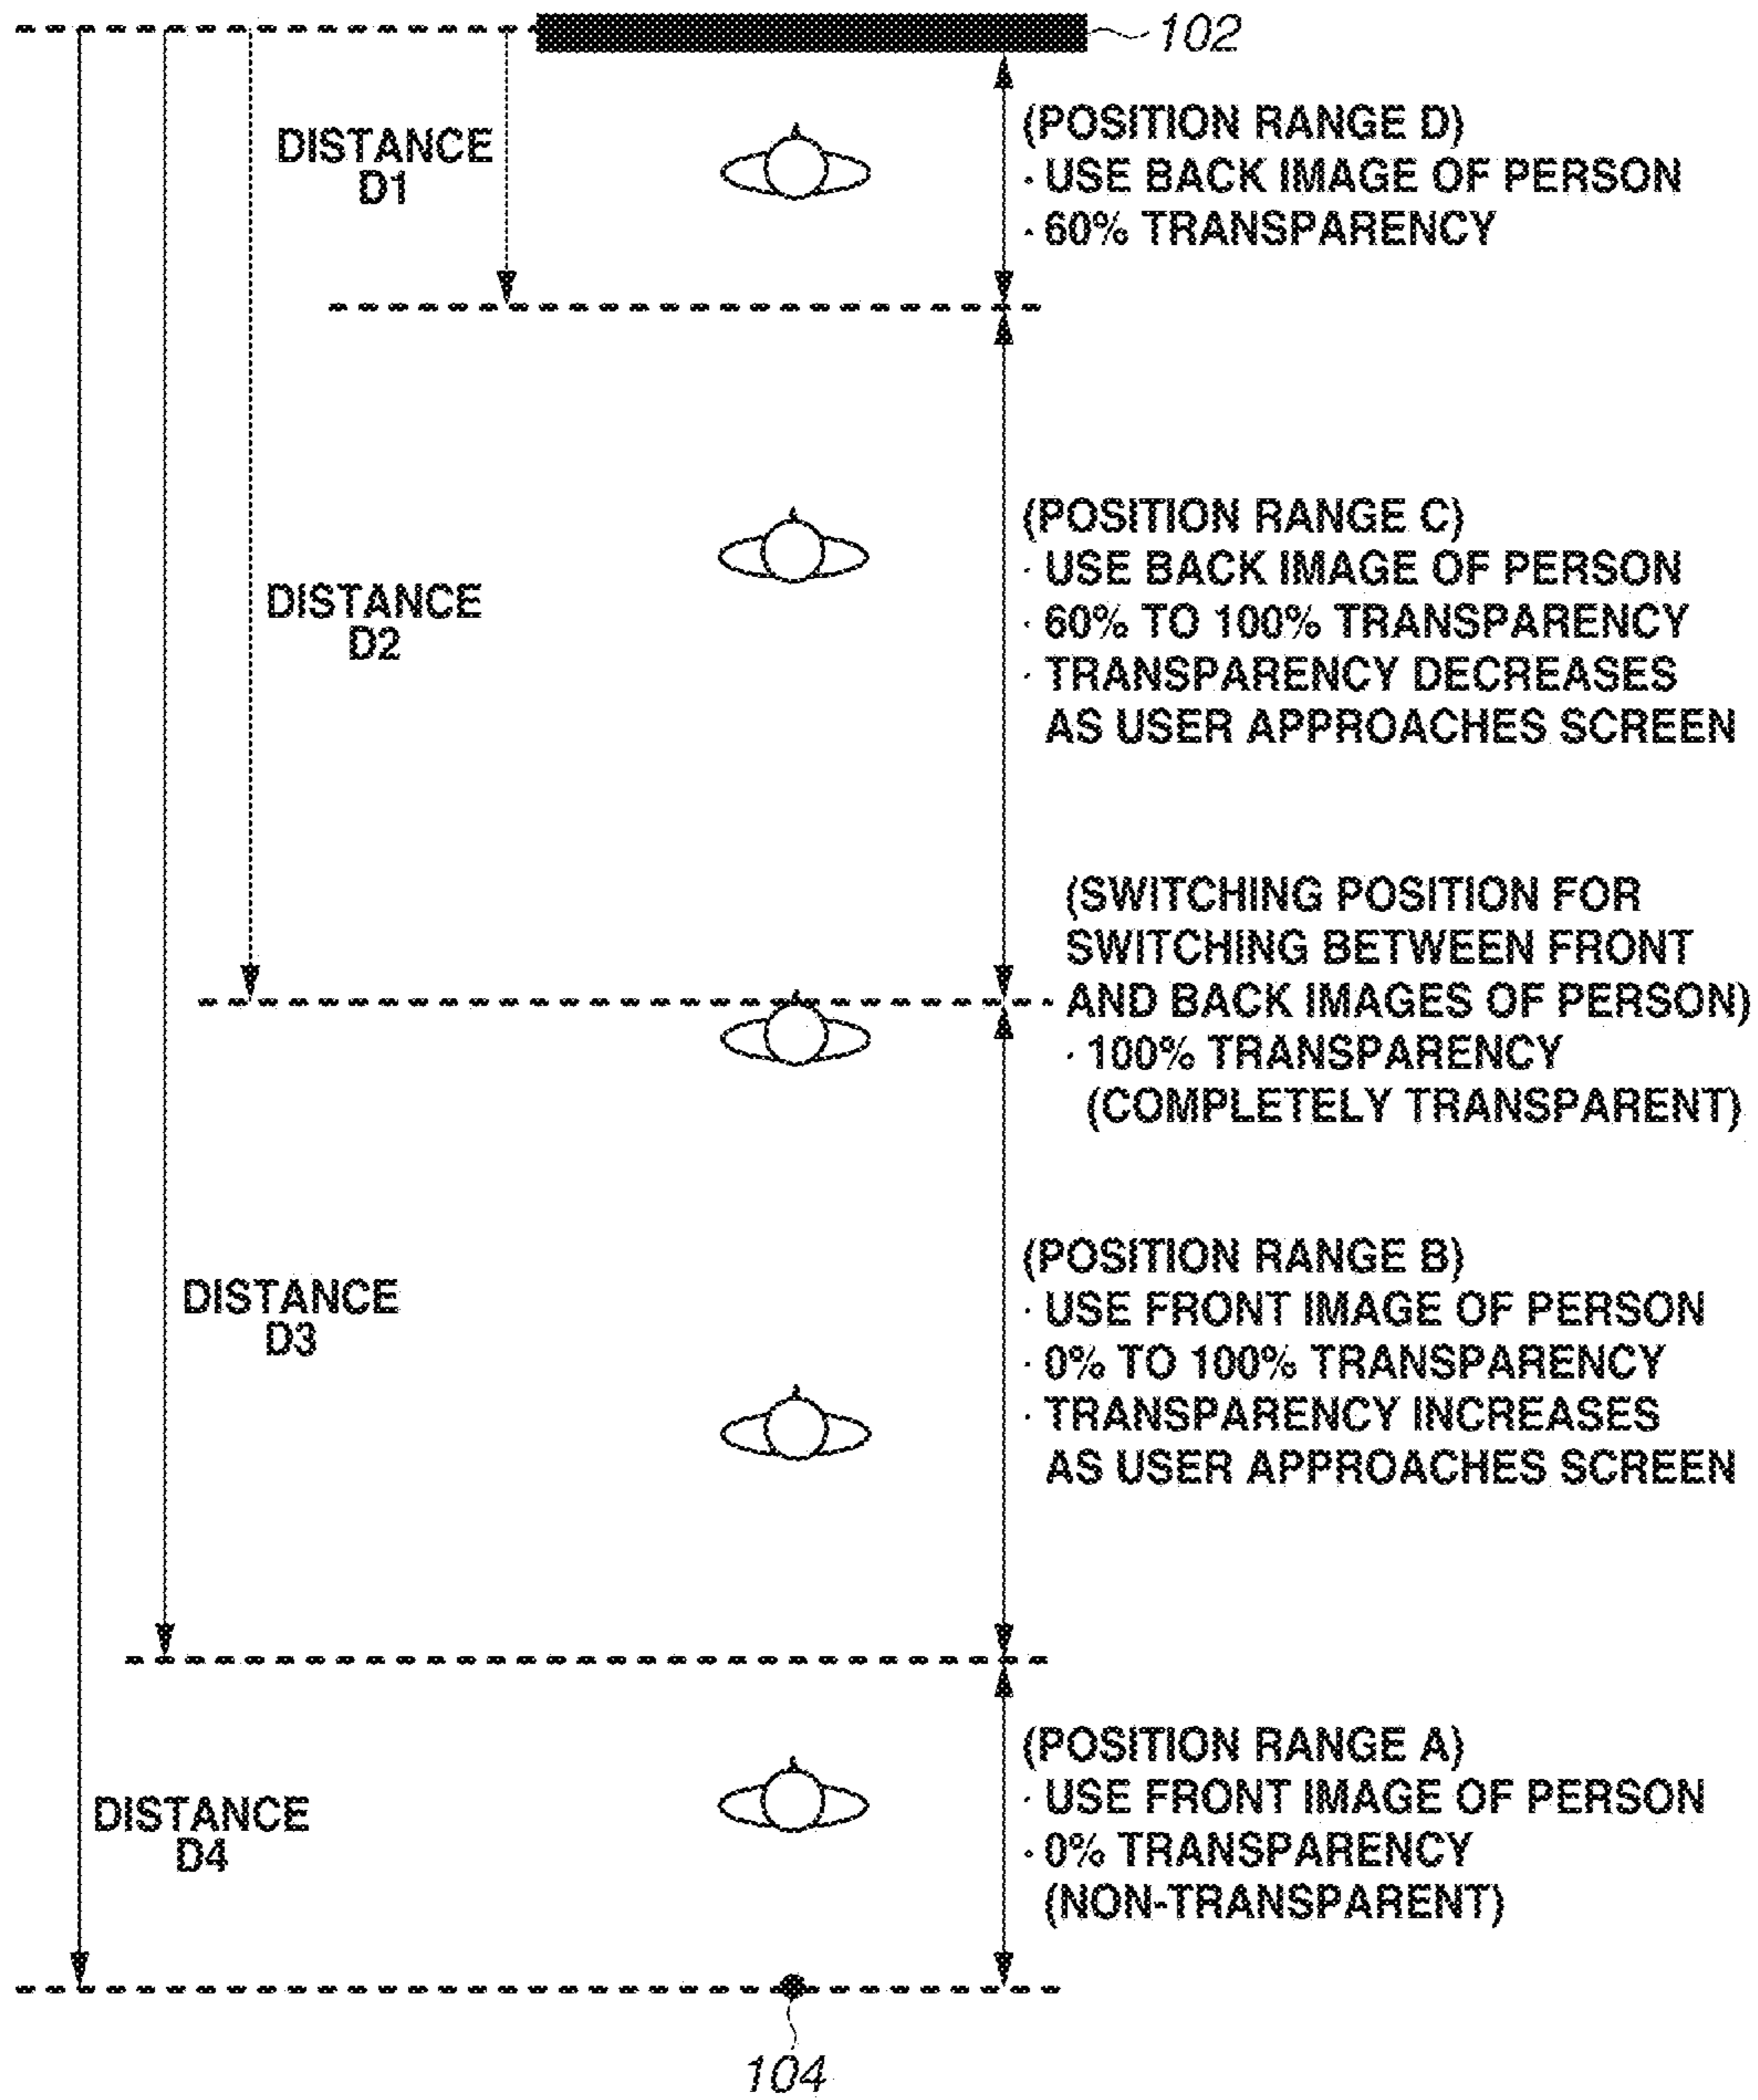 102
(POSITION RANGE D)
· USE BACK IMAGE OF PERSON
· 60% TRANSPARENCY
DISTANCE
D1
(POSITION RANGE C)
· USE BACK IMAGE OF PERSON
· 60% TO 100% TRANSPARENCY
· TRANSPARENCY DECREASES
AS USER APPROACHES SCREEN
DISTANCE
D2
(SWITCHING POSITION FOR
SWITCHING BETWEEN FRONT
AND BACK IMAGES OF PERSON)
· 100% TRANSPARENCY
(COMPLETELY TRANSPARENT)
(POSITION RANGE B)
· USE FRONT IMAGE OF PERSON
· 0% TO 100% TRANSPARENCY
· TRANSPARENCY INCREASES
AS USER APPROACHES SCREEN
DISTANCE
D3
(POSITION RANGE A)
· USE FRONT IMAGE OF PERSON
· 0% TRANSPARENCY
(NON-TRANSPARENT)
DISTANCE
D4
104